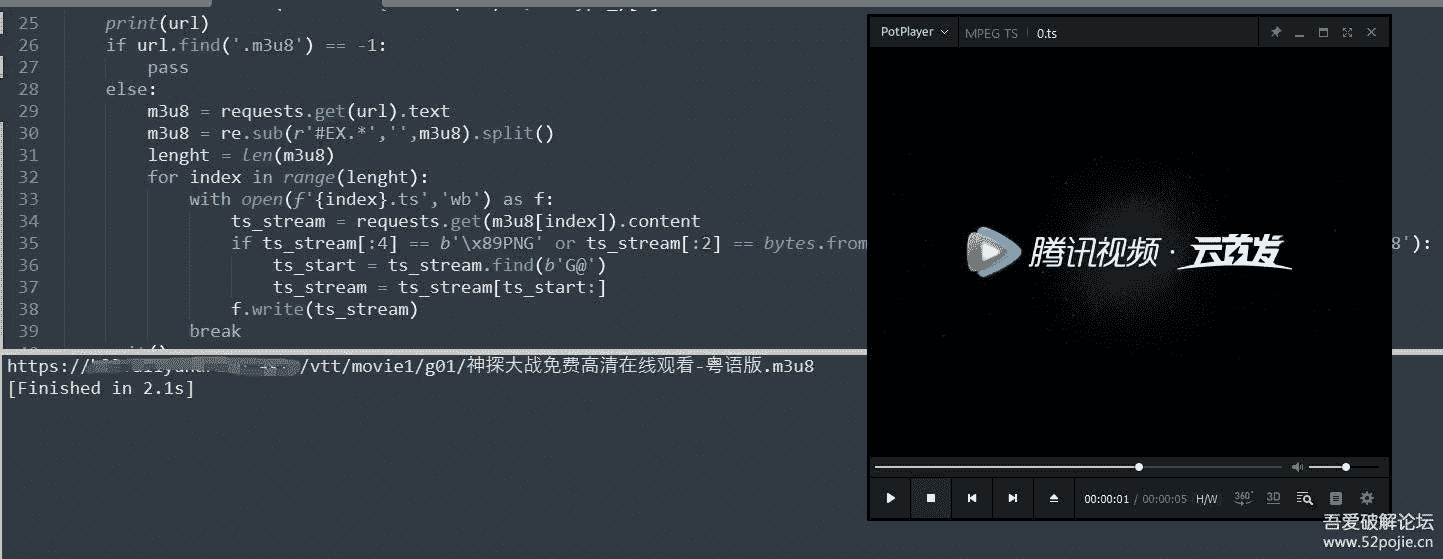 25 print(url)
26 if url.find('.m3u8') == -1:
27 pass
28 else:
29 m3u8 = requests.get(url).text
30 m3u8 = re.sub(r'#EX.*','',m3u8).split()
31 lenght = len(m3u8)
32 for index in range(lenght):
33 with open(f'{index}.ts','wb') as f:
34 ts_stream = requests.get(m3u8[index]).content
35 if ts_stream[:4] == b'\x89PNG' or ts_stream[:2] == bytes.from 8'):
36 ts_start = ts_stream.find(b'G@')
37 ts_stream = ts_stream[ts_start:]
38 f.write(ts_stream)
39 break
https:// /vtt/movie1/g01/神探大战免费高清在线观看-粤语版.m3u8
[Finished in 2.1s]
PotPlayer MPEG TS 0.ts
腾讯视频·云首发
00:00:01 / 00:00:05 H/W 360° 3D
吾爱破解论坛
www.52pojie.cn